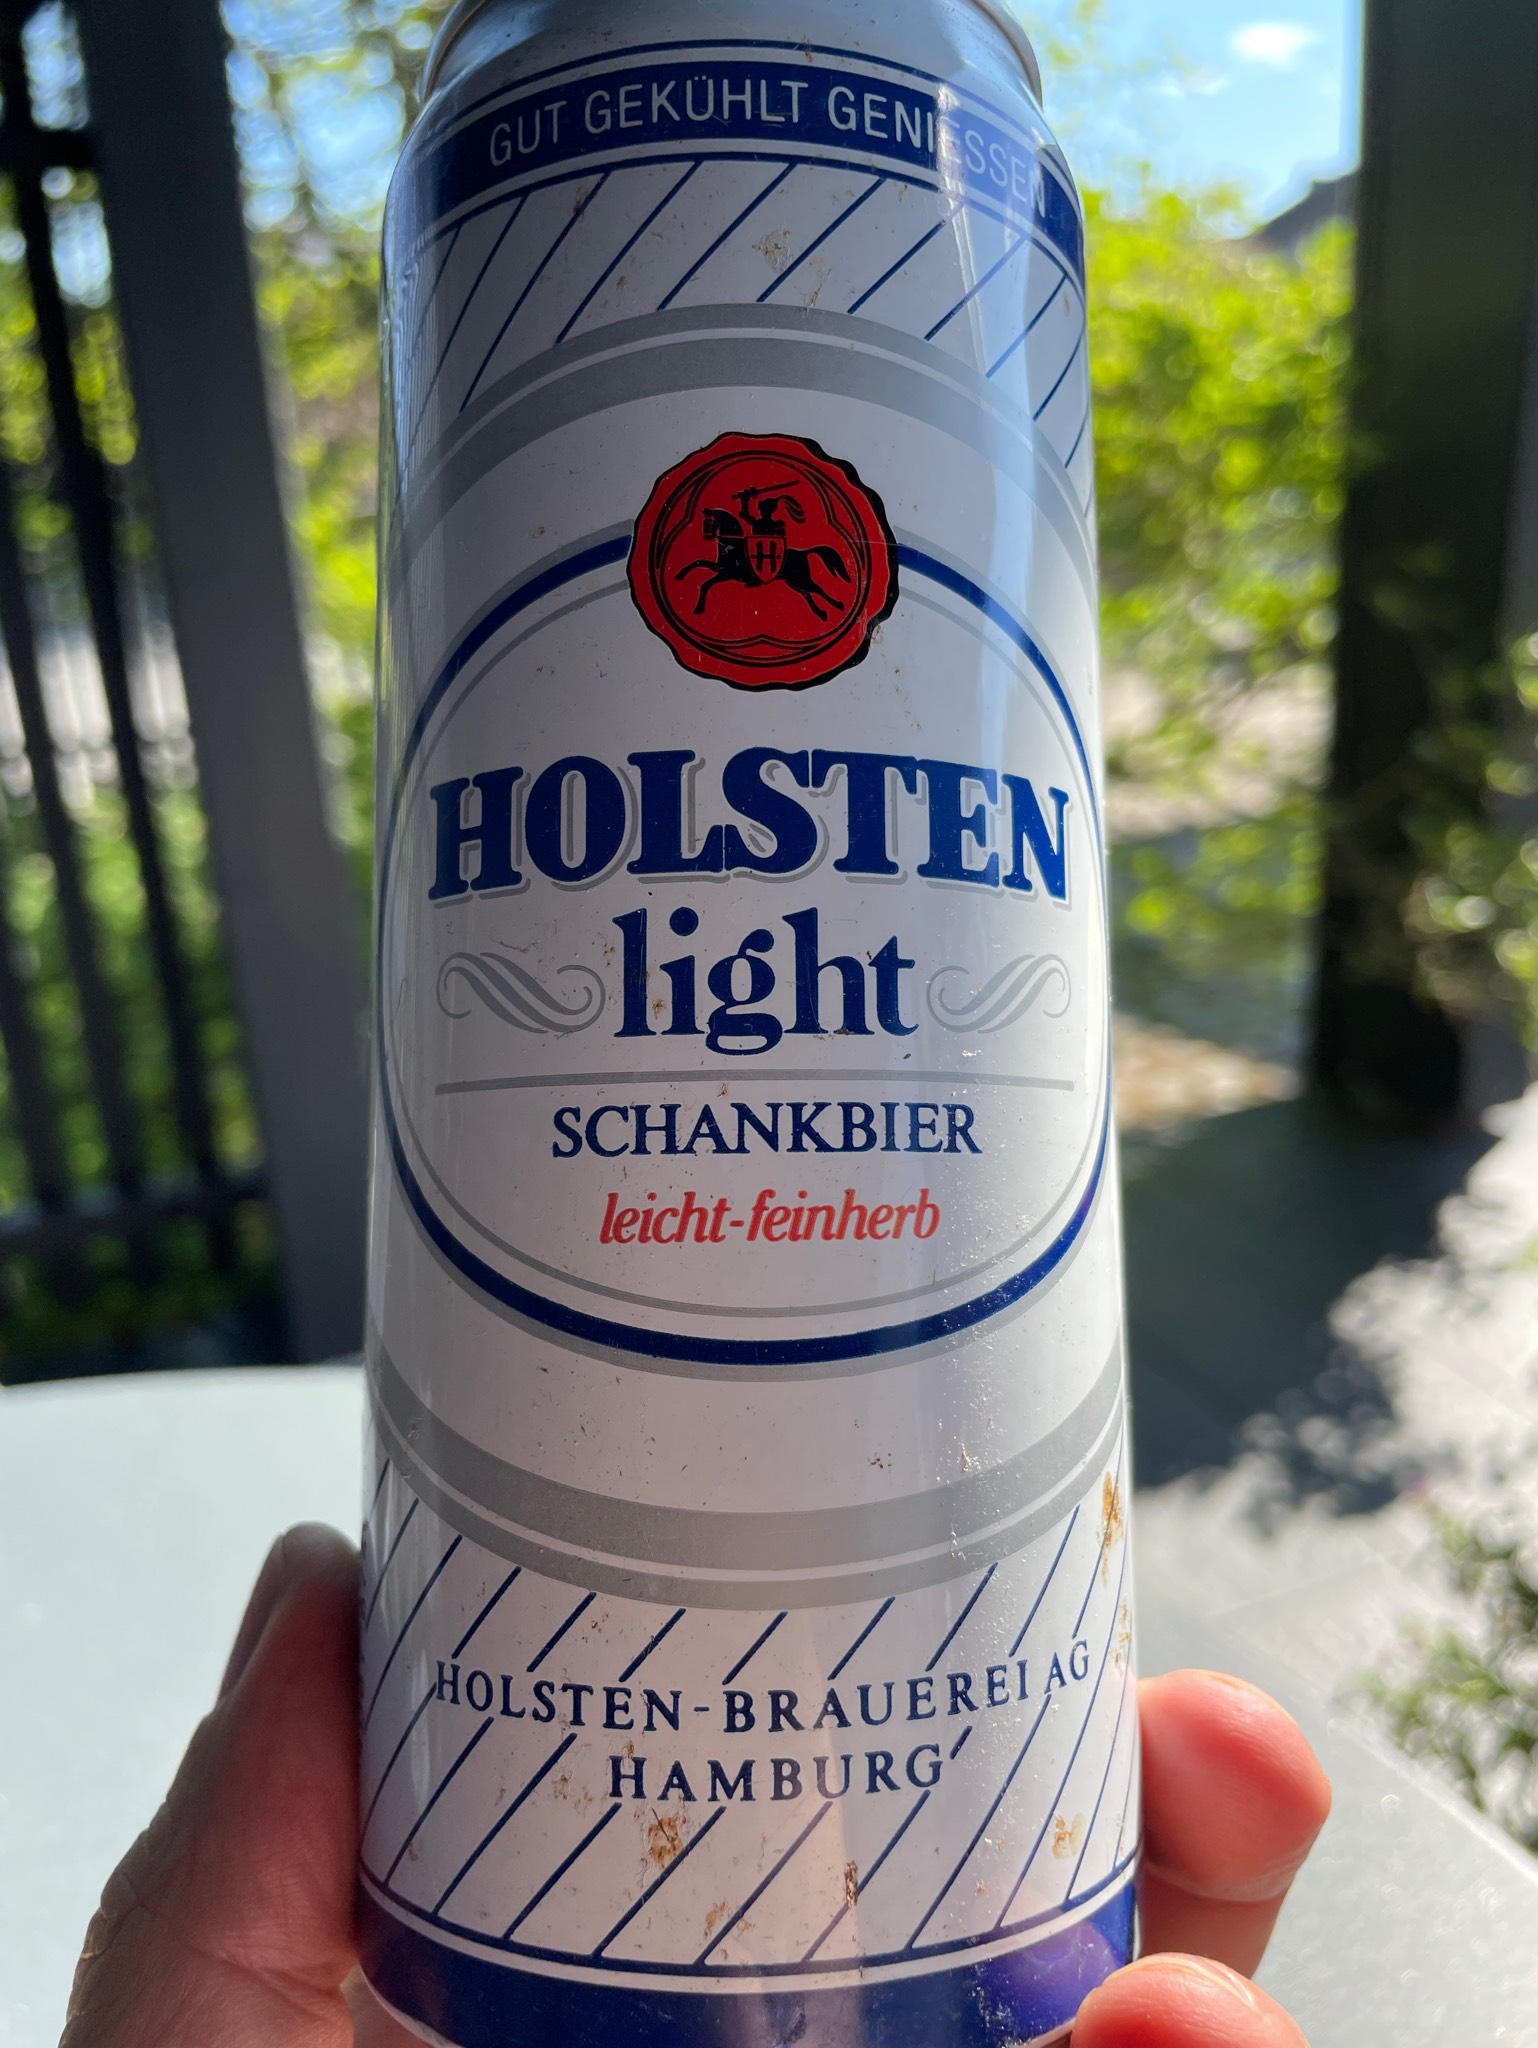 GUT GEKÜHLT GENIESSEN
H
HOLSTEN
light
SCHANKBIER
leicht-feinherb
HOLSTEN-BRAUEREI AG
HAMBURG